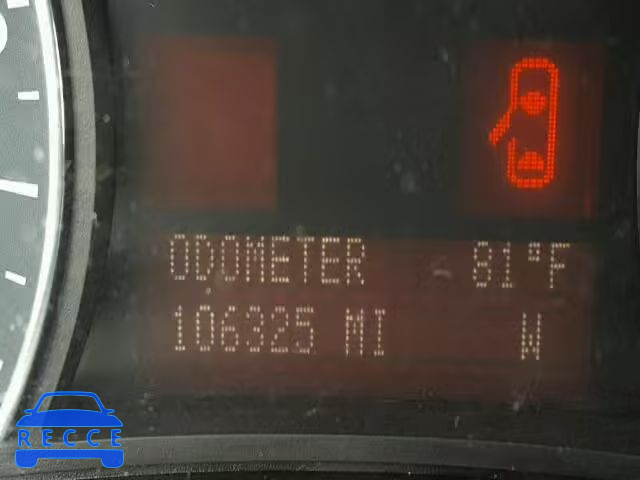 ODOMETER 81°F
106325 MI W
RECCE